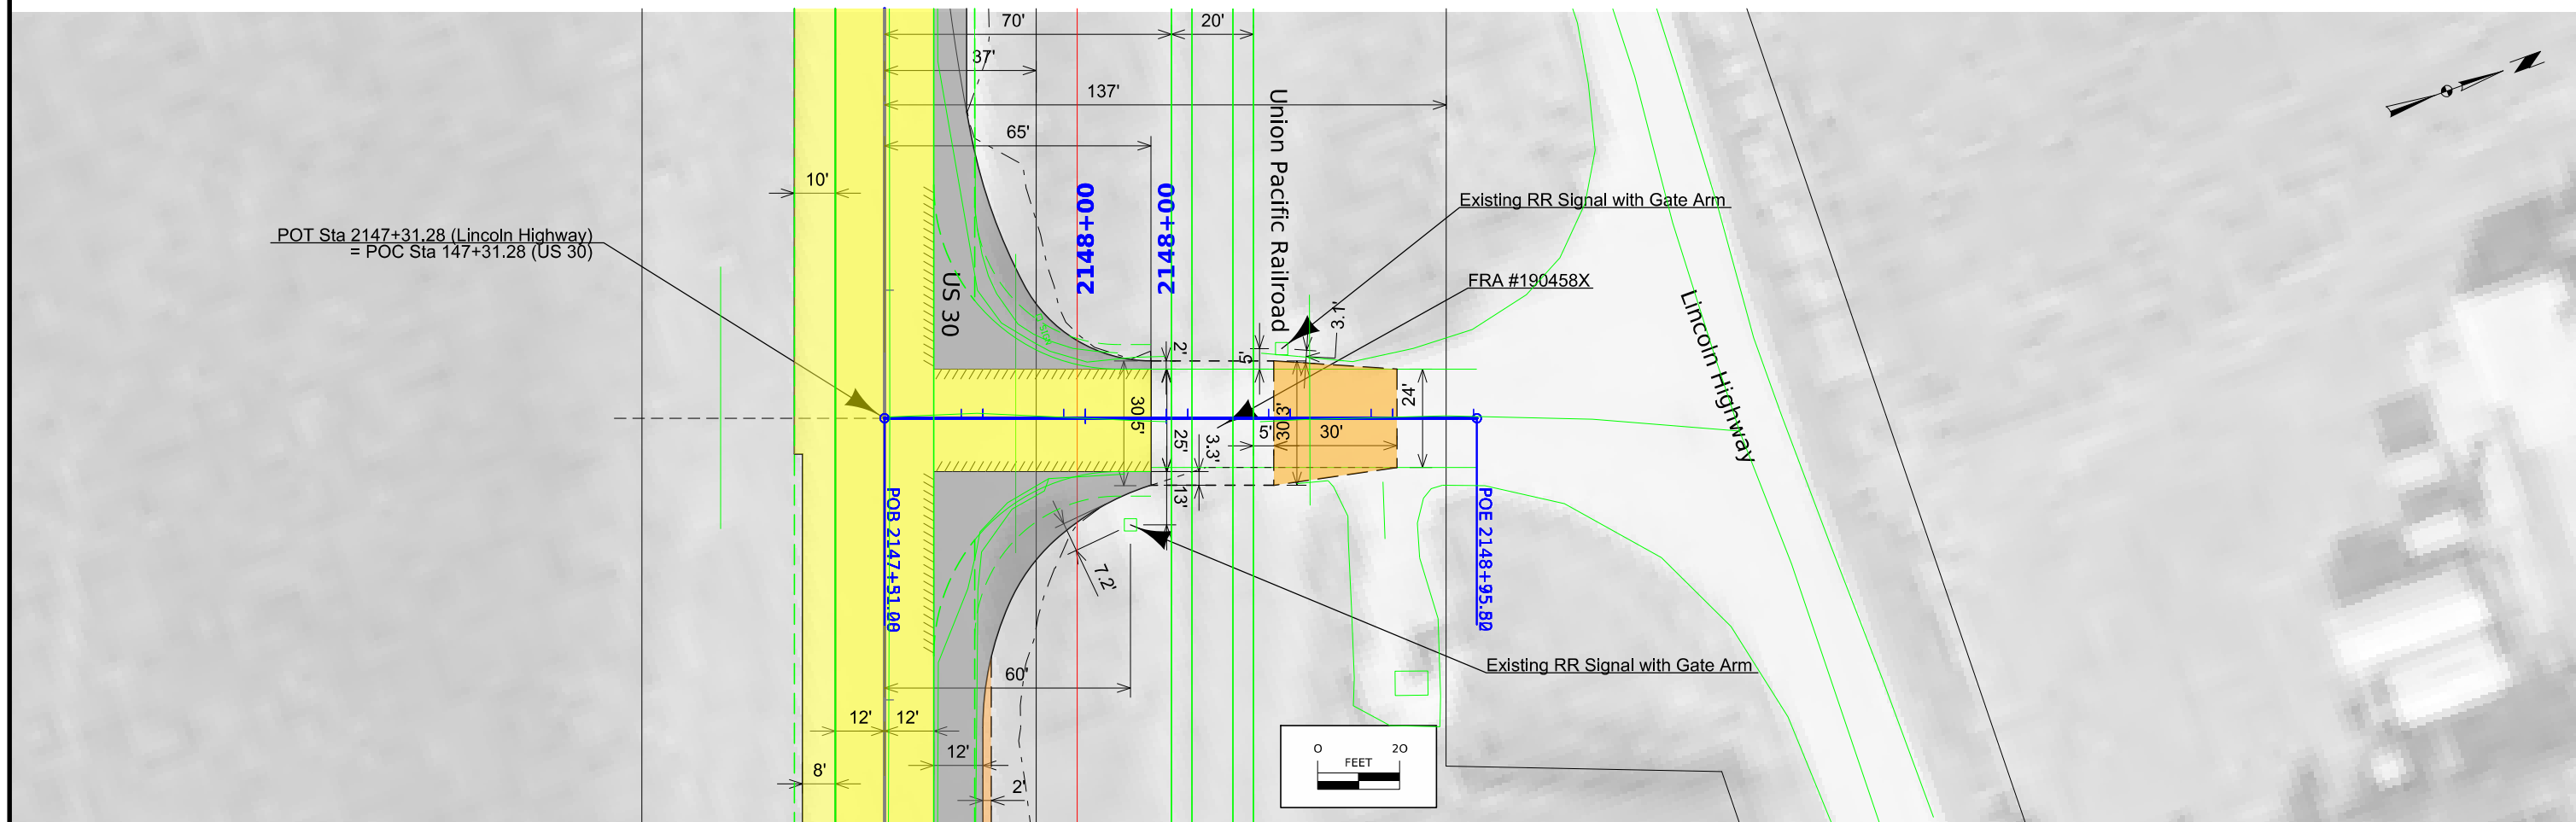 70'
20'
37'
137'
65'
10'
Union Pacific Railroad
2148+00
2148+00
Existing RR Signal with Gate Arm
POT Sta 2147+31.28 (Lincoln Highway)
= POC Sta 147+31.28 (US 30)
US 30
FRA #190458X
3.1'
Lincoln Highway
2'
5'
24'
30'
5'
25'
3.3'
5'
30'
3'
30'
13'
POB 2147+31.
POE 2148+95.8
7.2'
Existing RR Signal with Gate Arm
60'
12'
12'
12'
8'
2'
0
20
FEET